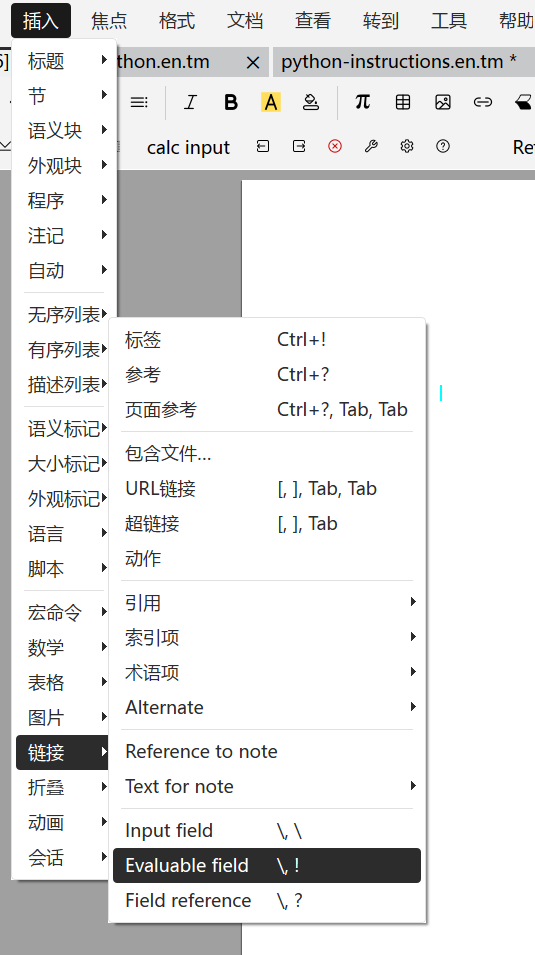 插入 焦点 格式 文档 查看 转到 工具 帮助
6] thon.en.tm python-instructions.en.tm *
标题
节
calc input Ret
语义块
外观块
程序
注记
自动
无序列表
有序列表
描述列表
语义标记
大小标记
外观标记
语言
脚本
宏命令
数学
表格
图片
链接
折叠
动画
会话
标签 Ctrl+!
参考 Ctrl+?
页面参考 Ctrl+?, Tab, Tab
包含文件...
URL链接 [, ], Tab, Tab
超链接 [, ], Tab
动作
引用
索引项
术语项
Alternate
Reference to note
Text for note
Input field \, \
Evaluable field \, !
Field reference \, ?